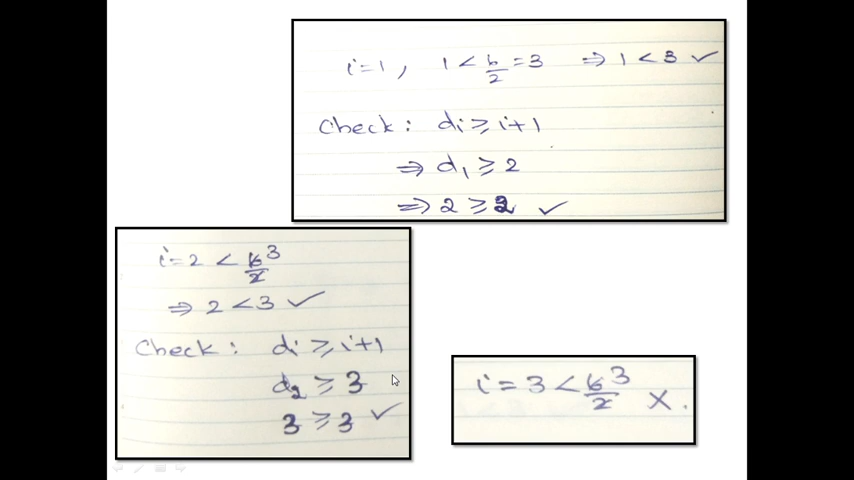 i=1, 1 < 6/2 = 3 ⇒ 1 < 3 ✓
Check: di ≥ i+1
⇒ d1 ≥ 2
⇒ 2 ≥ 2 ✓
i=2 < 6/2 3
⇒ 2 < 3 ✓
Check: di ≥ i+1
d2 ≥ 3
3 ≥ 3 ✓
i=3 < 6/2 3 ✗.